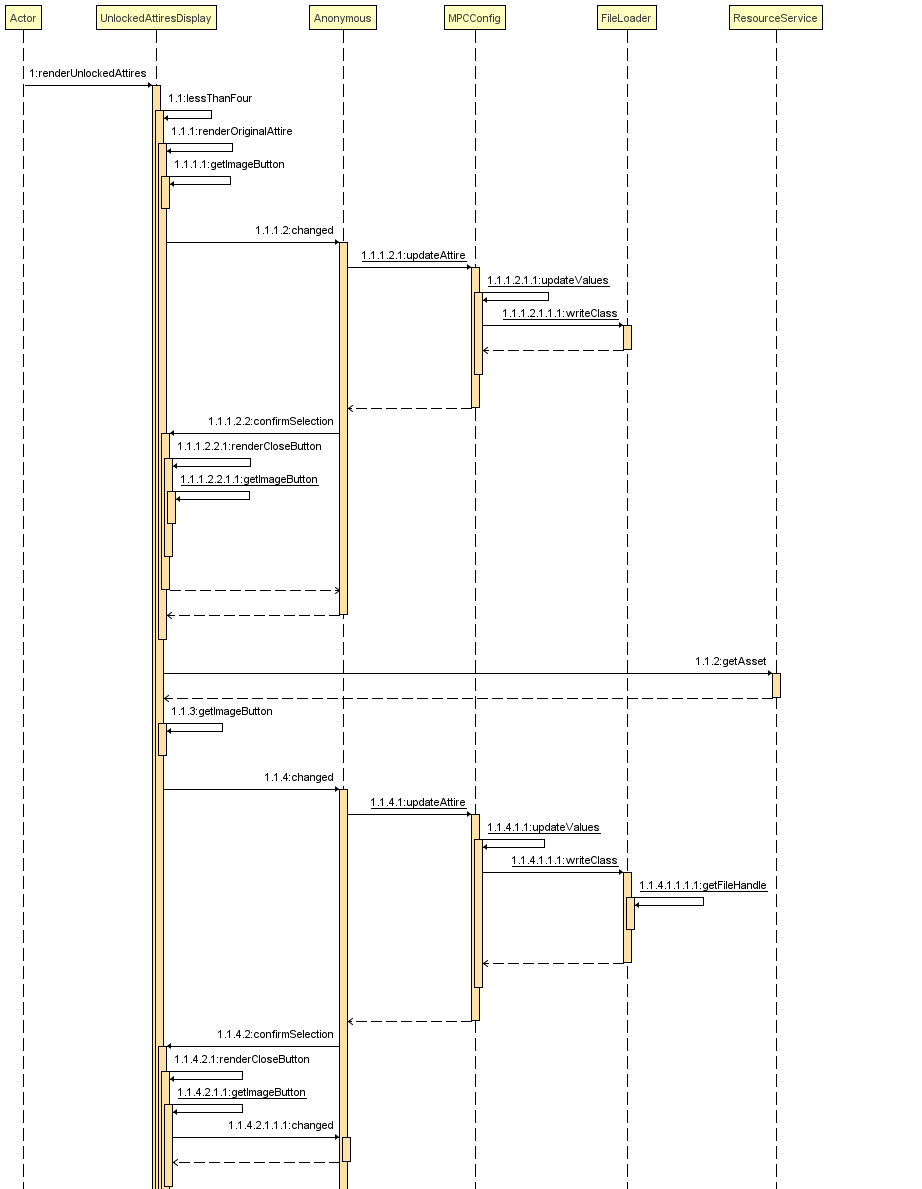 Actor
UnlockedAttiresDisplay
Anonymous
MPCConfig
FileLoader
ResourceService
1:renderUnlockedAttires
1.1:lessThanFour
1.1.1:renderOriginalAttire
1.1.1.1:getImageButton
1.1.1.2:changed
1.1.1.2.1:updateAttire
1.1.1.2.1.1:updateValues
1.1.1.2.1.1.1:writeClass
1.1.1.2.2:confirmSelection
1.1.1.2.2.1:renderCloseButton
1.1.1.2.2.1.1:getImageButton
1.1.2:getAsset
1.1.3:getImageButton
1.1.4:changed
1.1.4.1:updateAttire
1.1.4.1.1:updateValues
1.1.4.1.1.1:writeClass
1.1.4.1.1.1.1:getFileHandle
1.1.4.2:confirmSelection
1.1.4.2.1:renderCloseButton
1.1.4.2.1.1:getImageButton
1.1.4.2.1.1.1:changed